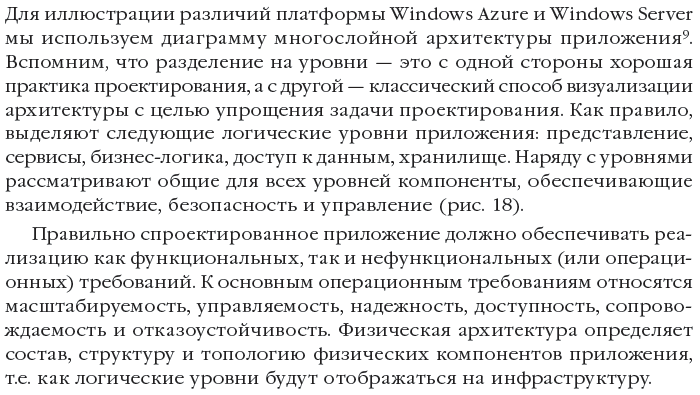 Для иллюстрации различий платформы Windows Azure и Windows Server
мы используем диаграмму многослойной архитектуры приложения⁹.
Вспомним, что разделение на уровни — это с одной стороны хорошая
практика проектирования, а с другой — классический способ визуализации
архитектуры с целью упрощения задачи проектирования. Как правило,
выделяют следующие логические уровни приложения: представление,
сервисы, бизнес-логика, доступ к данным, хранилище. Наряду с уровнями
рассматривают общие для всех уровней компоненты, обеспечивающие
взаимодействие, безопасность и управление (рис. 18).
Правильно спроектированное приложение должно обеспечивать реа-
лизацию как функциональных, так и нефункциональных (или операци-
онных) требований. К основным операционным требованиям относятся
масштабируемость, управляемость, надежность, доступность, сопрово-
ждаемость и отказоустойчивость. Физическая архитектура определяет
состав, структуру и топологию физических компонентов приложения,
т.е. как логические уровни будут отображаться на инфраструктуру.